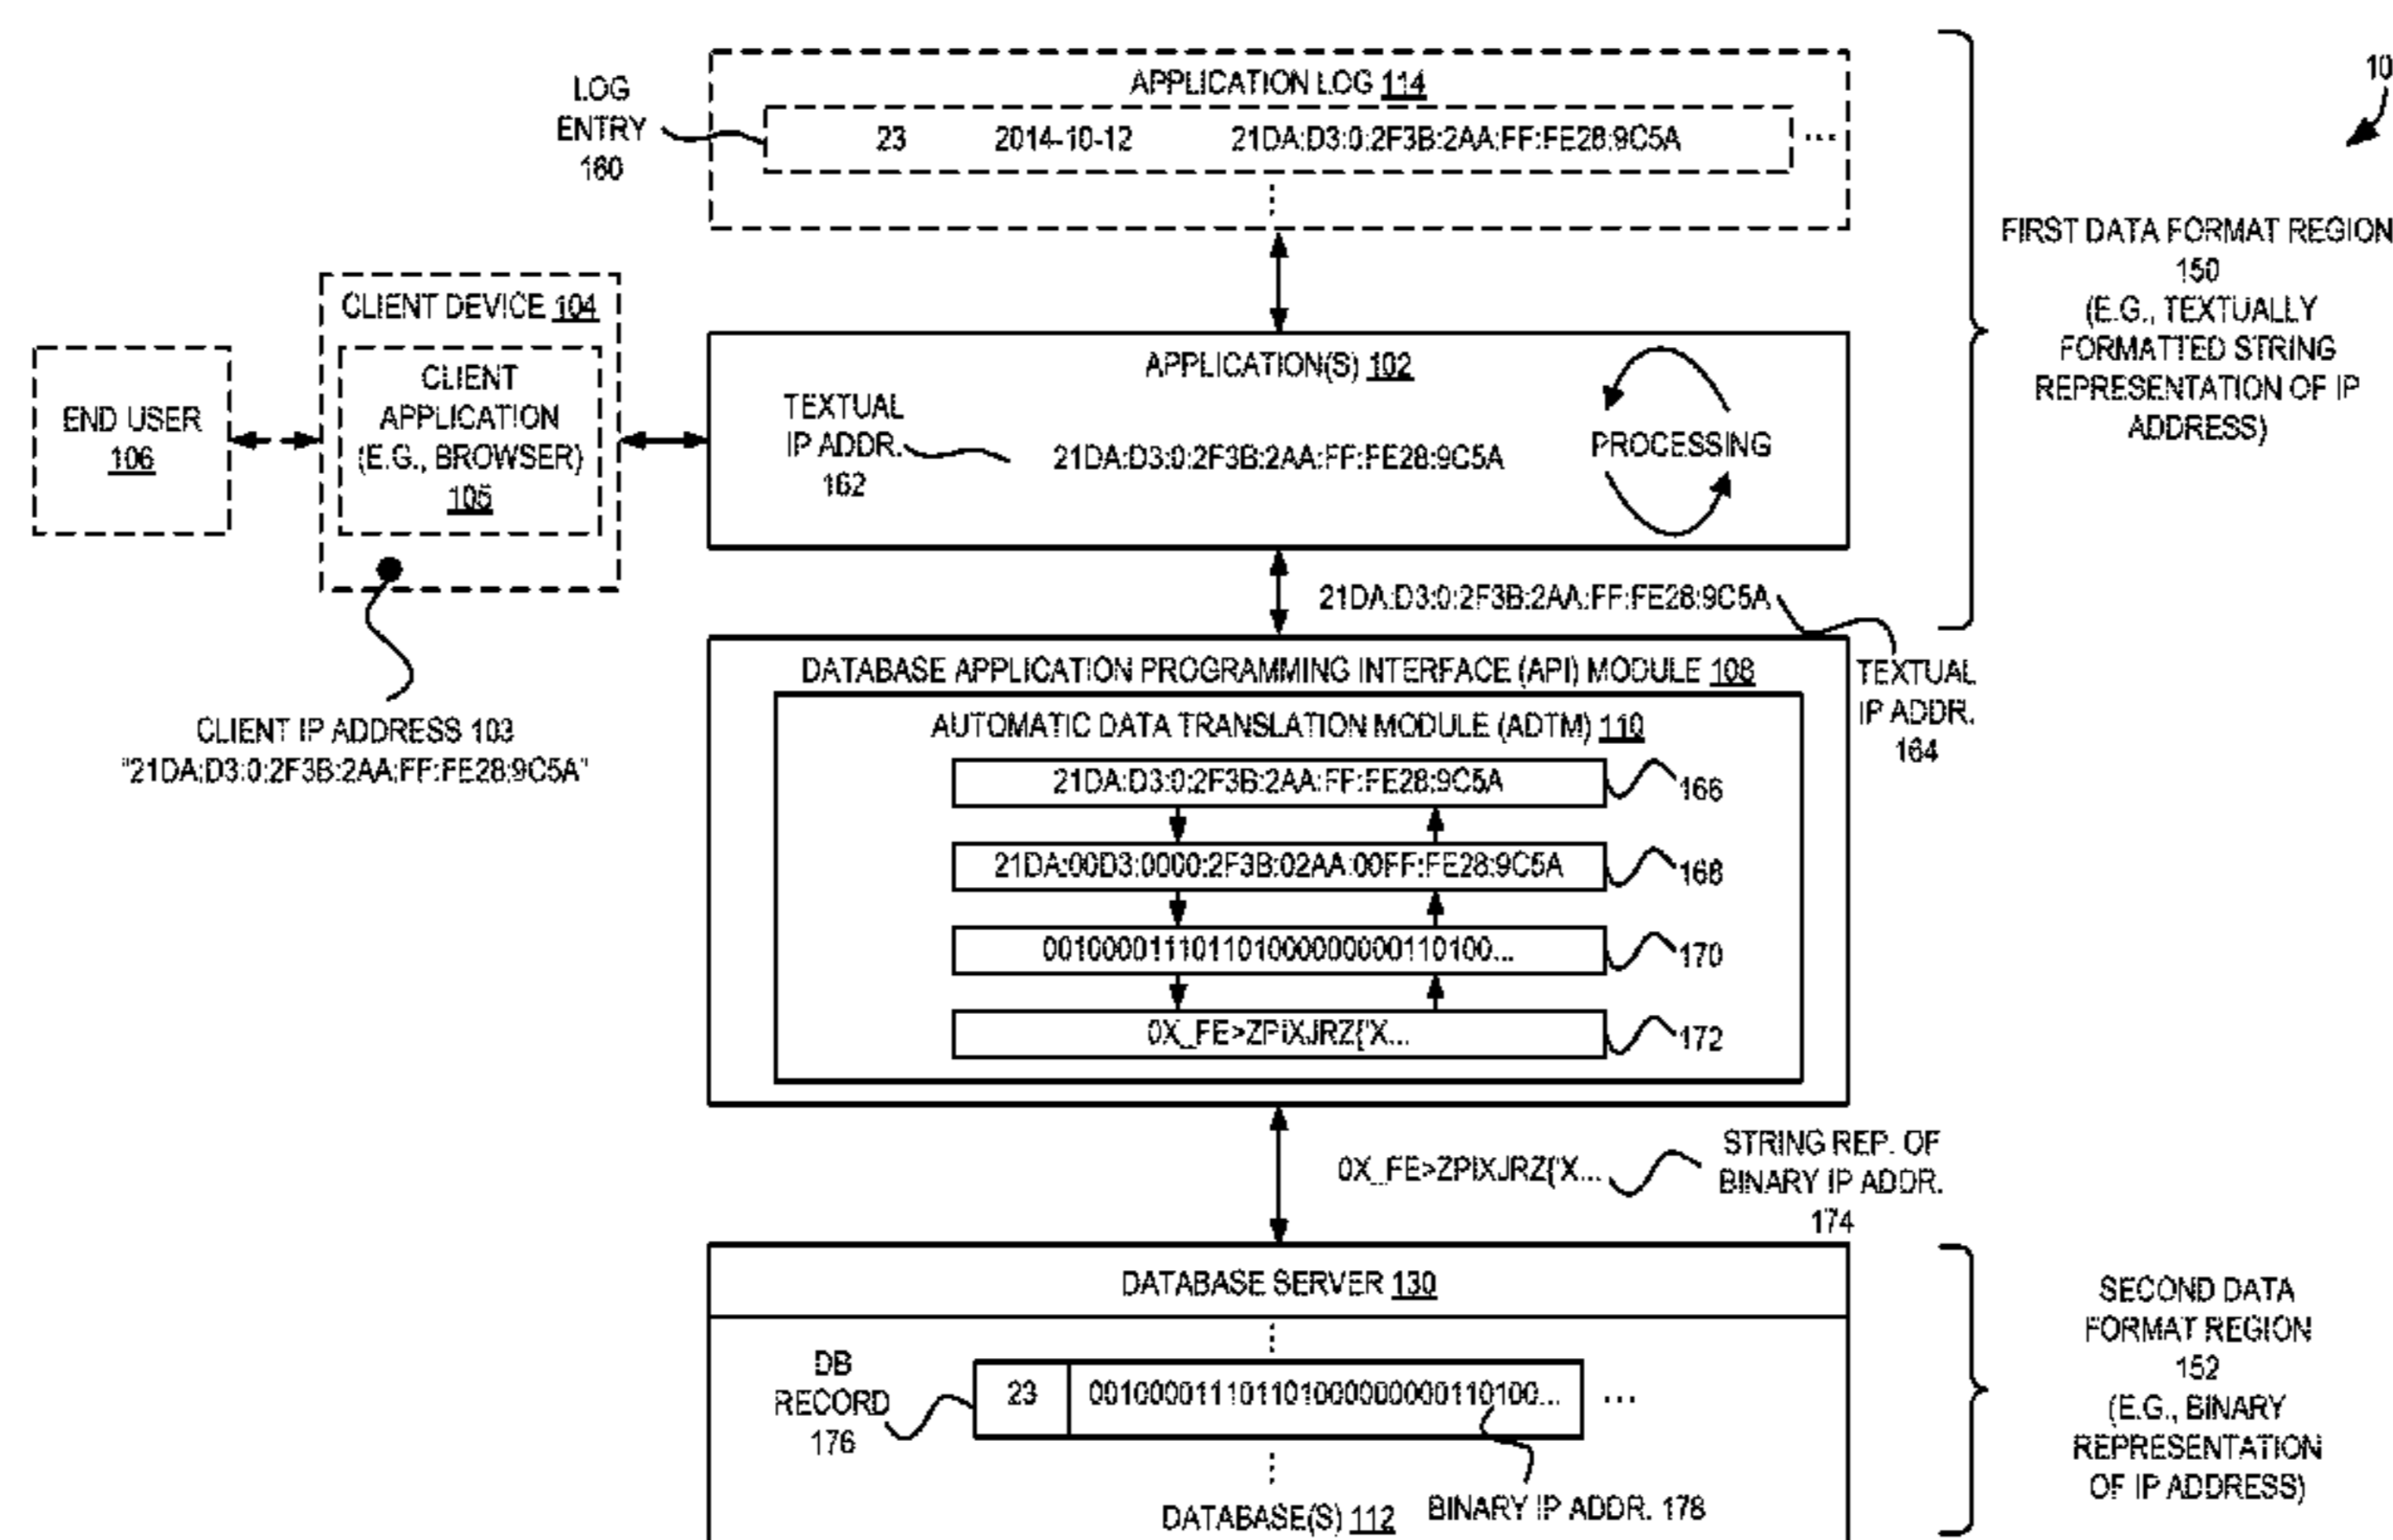 10
APPLICATION LOG 114
LOG
ENTRY
160
23 2014-10-12 21DA:D3:0:2F3B:2AA:FF:FE28:9C5A ...
FIRST DATA FORMAT REGION
150
(E.G., TEXTUALLY
FORMATTED STRING
REPRESENTATION OF IP
ADDRESS)
END USER
106
CLIENT DEVICE 104
CLIENT
APPLICATION
(E.G., BROWSER)
105
CLIENT IP ADDRESS 103
"21DA:D3:0:2F3B:2AA:FF:FE28:9C5A"
APPLICATION(S) 102
TEXTUAL
IP ADDR.
162
21DA:D3:0:2F3B:2AA:FF:FE28:9C5A
PROCESSING
21DA:D3:0:2F3B:2AA:FF:FE28:9C5A
TEXTUAL
IP ADDR.
164
DATABASE APPLICATION PROGRAMMING INTERFACE (API) MODULE 108
AUTOMATIC DATA TRANSLATION MODULE (ADTM) 110
21DA:D3:0:2F3B:2AA:FF:FE28:9C5A 166
21DA:00D3:0000:2F3B:02AA:00FF:FE28:9C5A 168
00100001110110100000000011010​0... 170
0X_FE>ZPIXJRZ{'X... 172
0X_FE>ZPIXJRZ{'X...
STRING REP. OF
BINARY IP ADDR.
174
DATABASE SERVER 130
DB
RECORD
176
23 001000011101101000000000110100... ...
BINARY IP ADDR. 178
DATABASE(S) 112
SECOND DATA
FORMAT REGION
152
(E.G., BINARY
REPRESENTATION
OF IP ADDRESS)